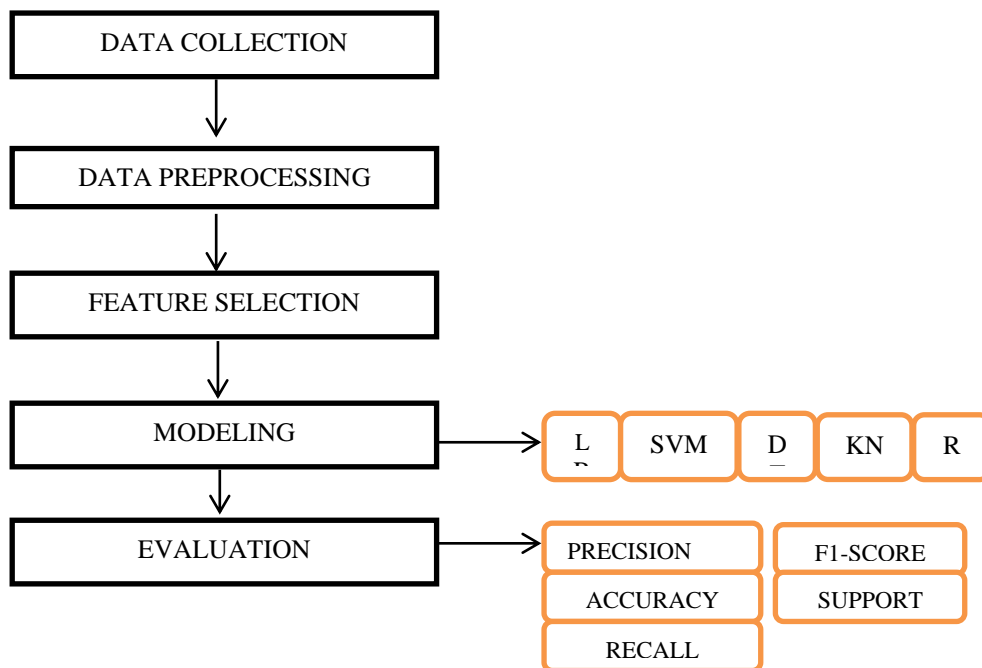 DATA COLLECTION
DATA PREPROCESSING
FEATURE SELECTION
MODELING
L
SVM
D
KN
R
EVALUATION
PRECISION
F1-SCORE
ACCURACY
SUPPORT
RECALL